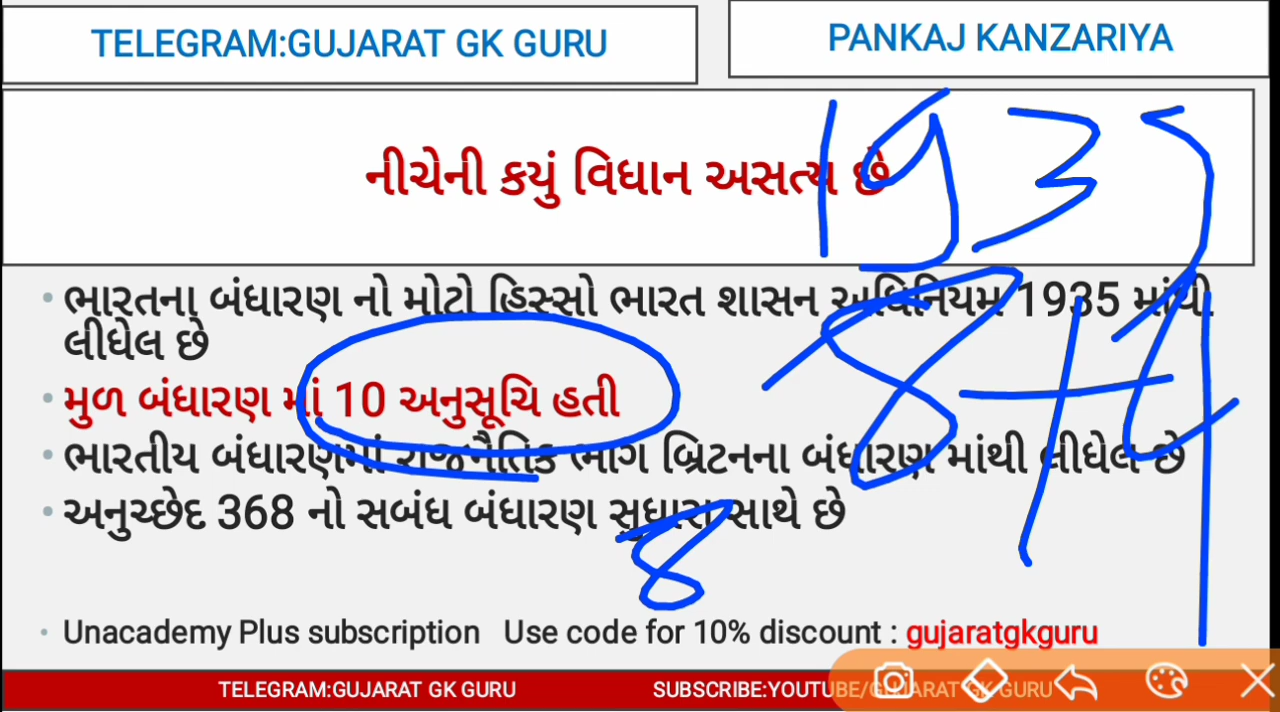 TELEGRAM:GUJARAT GK GURU
PANKAJ KANZARIYA
નીચેની કયું વિધાન અસત્ય છે
1935
• ભારતના બંધારણ નો મોટો હિસ્સો ભારત શાસન અધિનિયમ 1935 માંથી
લીધેલ છે
• મુળ બંધારણ માં 10 અનુસૂચિ હતી
8+4
• ભારતીય બંધારણમાં રાજનૈતિક ભાગ બ્રિટનના બંધારણ માંથી લીધેલ છે
• અનુચ્છેદ 368 નો સબંધ બંધારણ સુધારા સાથે છે
8
• Unacademy Plus subscription Use code for 10% discount : gujaratgkguru
TELEGRAM:GUJARAT GK GURU
SUBSCRIBE:YOUTUBE/GUJARAT GK GURU